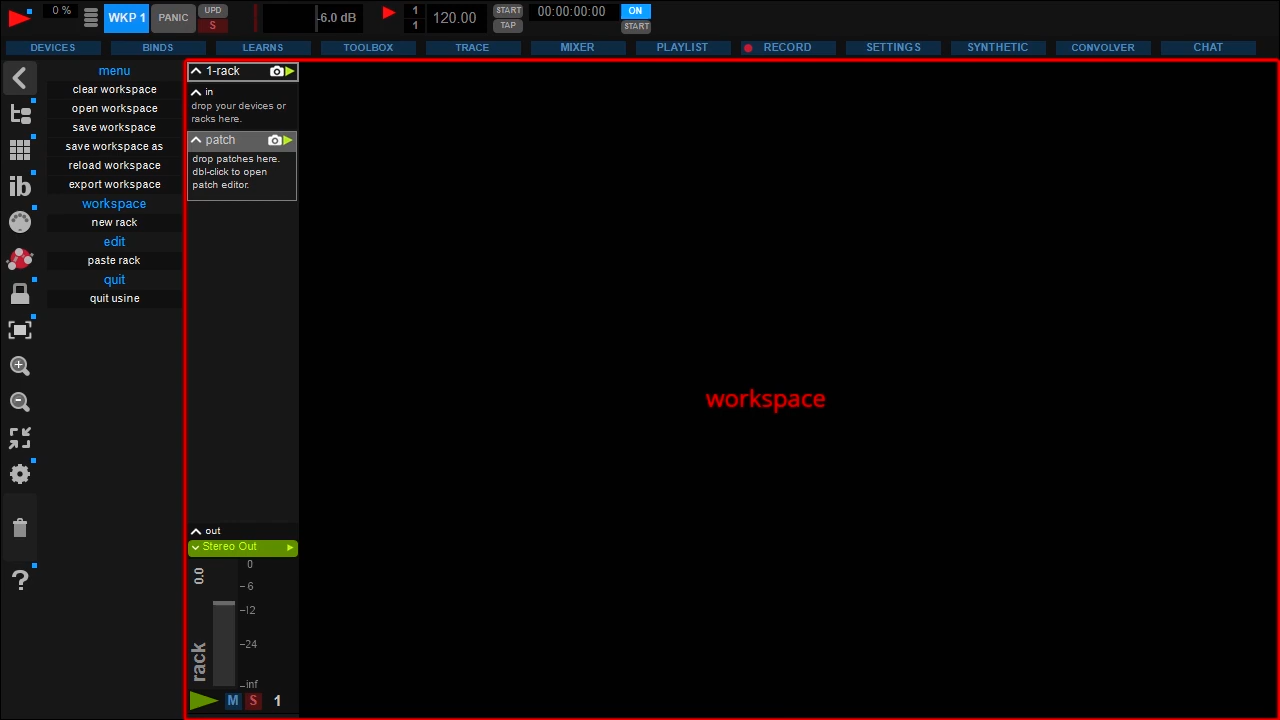 0 %
WKP 1
PANIC
UPD
S
-6.0 dB
1
1
120.00
START
TAP
00:00:00:00
ON
START
DEVICES
BINDS
LEARNS
TOOLBOX
TRACE
MIXER
PLAYLIST
RECORD
SETTINGS
SYNTHETIC
CONVOLVER
CHAT
menu
clear workspace
open workspace
save workspace
save workspace as
reload workspace
export workspace
workspace
new rack
edit
paste rack
quit
quit usine
ib
?
1-rack
in
drop your devices or
racks here.
patch
drop patches here.
dbl-click to open
patch editor.
out
Stereo Out
0.0
0
-6
-12
-24
-inf
rack
M
S
1
workspace